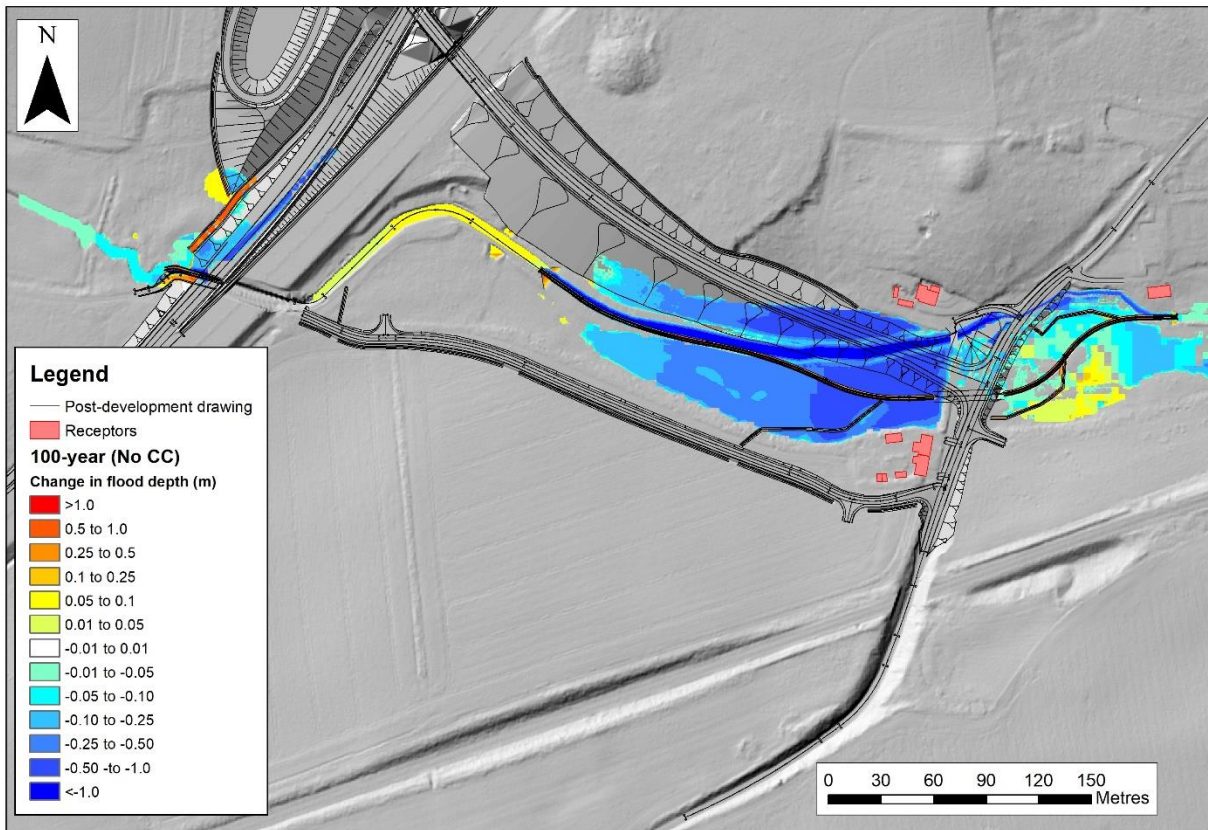 N
Legend
Post-development drawing
Receptors
100-year (No CC)
Change in flood depth (m)
>1.0
0.5 to 1.0
0.25 to 0.5
0.1 to 0.25
0.05 to 0.1
0.01 to 0.05
-0.01 to 0.01
-0.01 to -0.05
-0.05 to -0.10
-0.10 to -0.25
-0.25 to -0.50
-0.50 -to -1.0
<-1.0
0 30 60 90 120 150
Metres